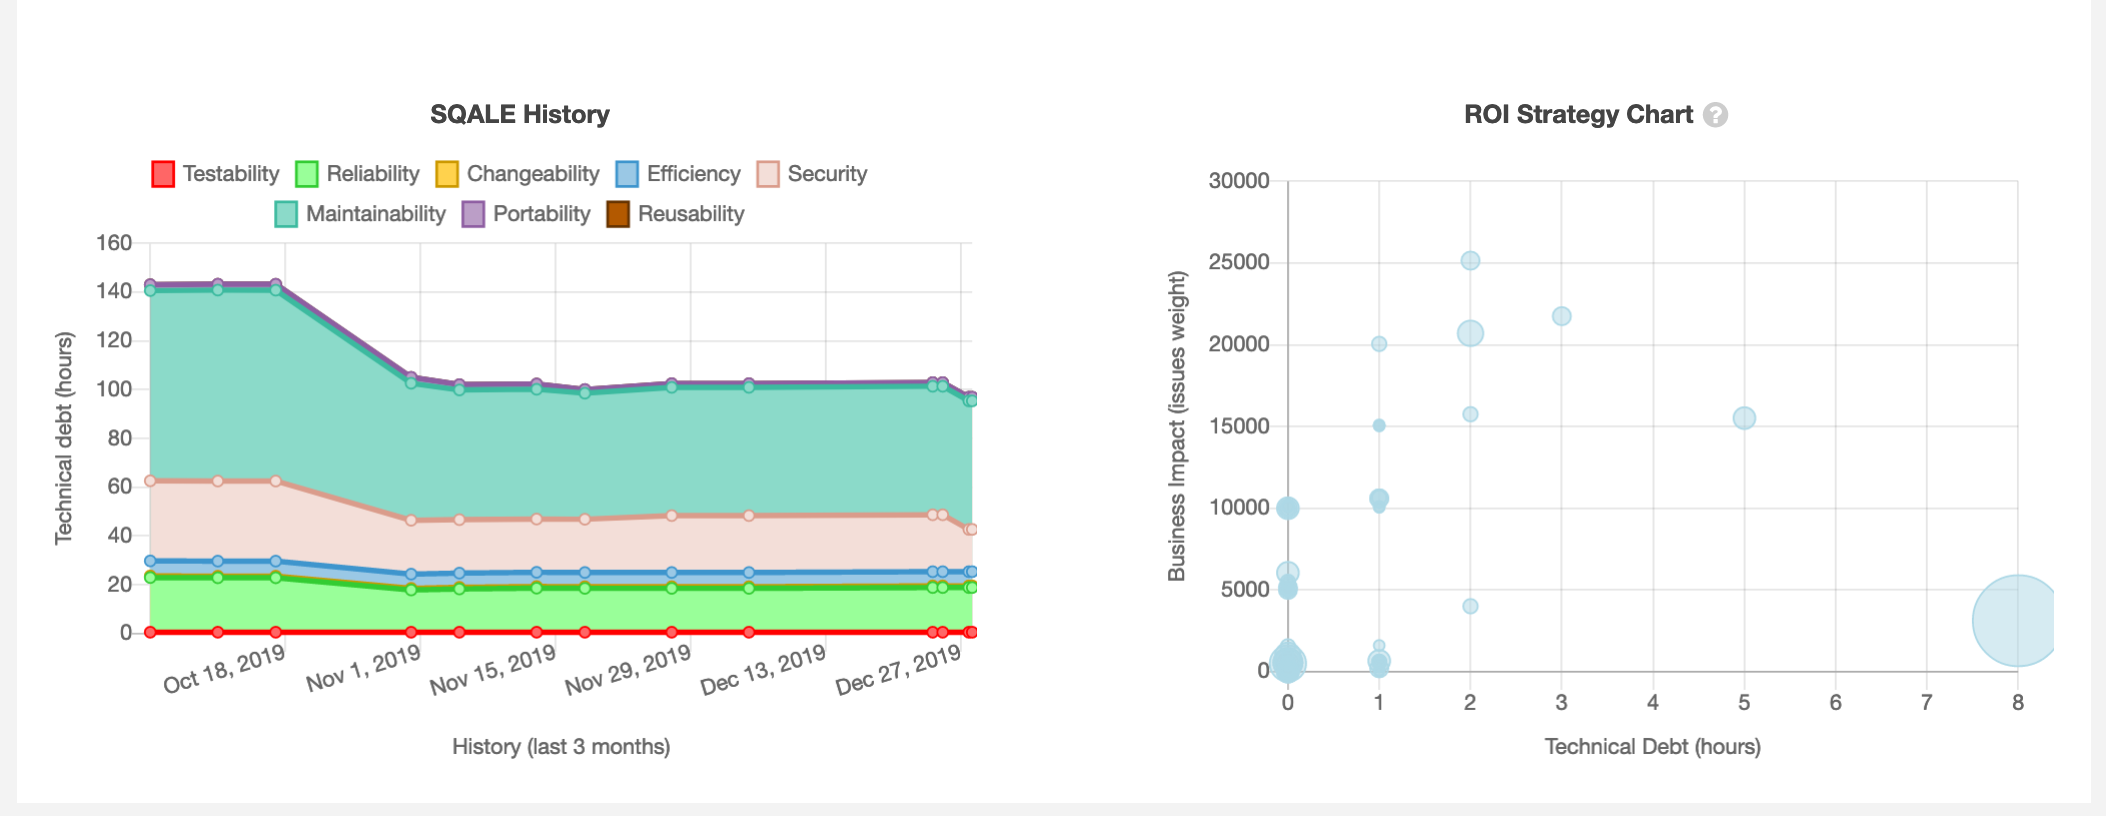 SQALE History
Testability Reliability Changeability Efficiency Security
Maintainability Portability Reusability
160
140
120
100
80
60
40
20
0
Technical debt (hours)
Oct 18, 2019 Nov 1, 2019 Nov 15, 2019 Nov 29, 2019 Dec 13, 2019 Dec 27, 2019
History (last 3 months)
ROI Strategy Chart ?
30000
25000
20000
15000
10000
5000
0
Business Impact (issues weight)
0 1 2 3 4 5 6 7 8
Technical Debt (hours)